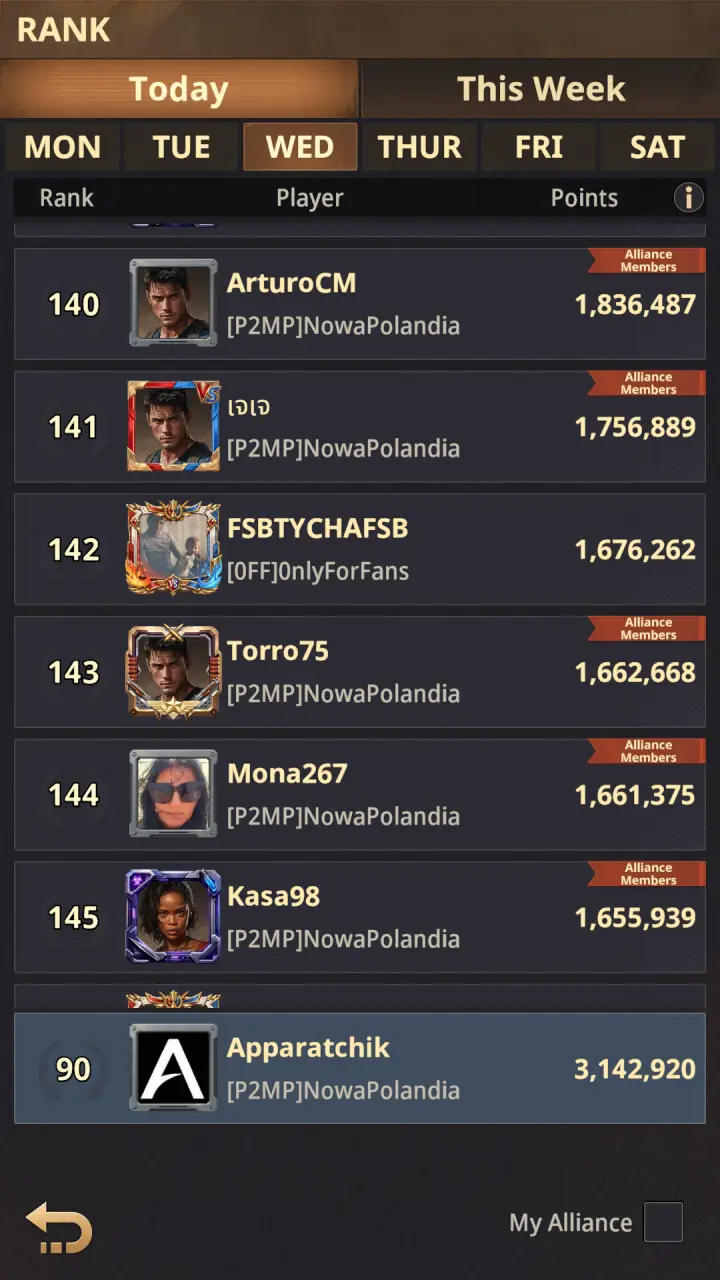 RANK
Today
This Week
MON
TUE
WED
THUR
FRI
SAT
Rank
Player
Points
140
ArturoCM
[P2MP]NowaPolandia
Alliance
Members
1,836,487
141
เจเจ
[P2MP]NowaPolandia
Alliance
Members
1,756,889
142
FSBTYCHAFSB
[0FF]0nlyForFans
1,676,262
143
Torro75
[P2MP]NowaPolandia
Alliance
Members
1,662,668
144
Mona267
[P2MP]NowaPolandia
Alliance
Members
1,661,375
145
Kasa98
[P2MP]NowaPolandia
Alliance
Members
1,655,939
90
Apparatchik
[P2MP]NowaPolandia
3,142,920
My Alliance